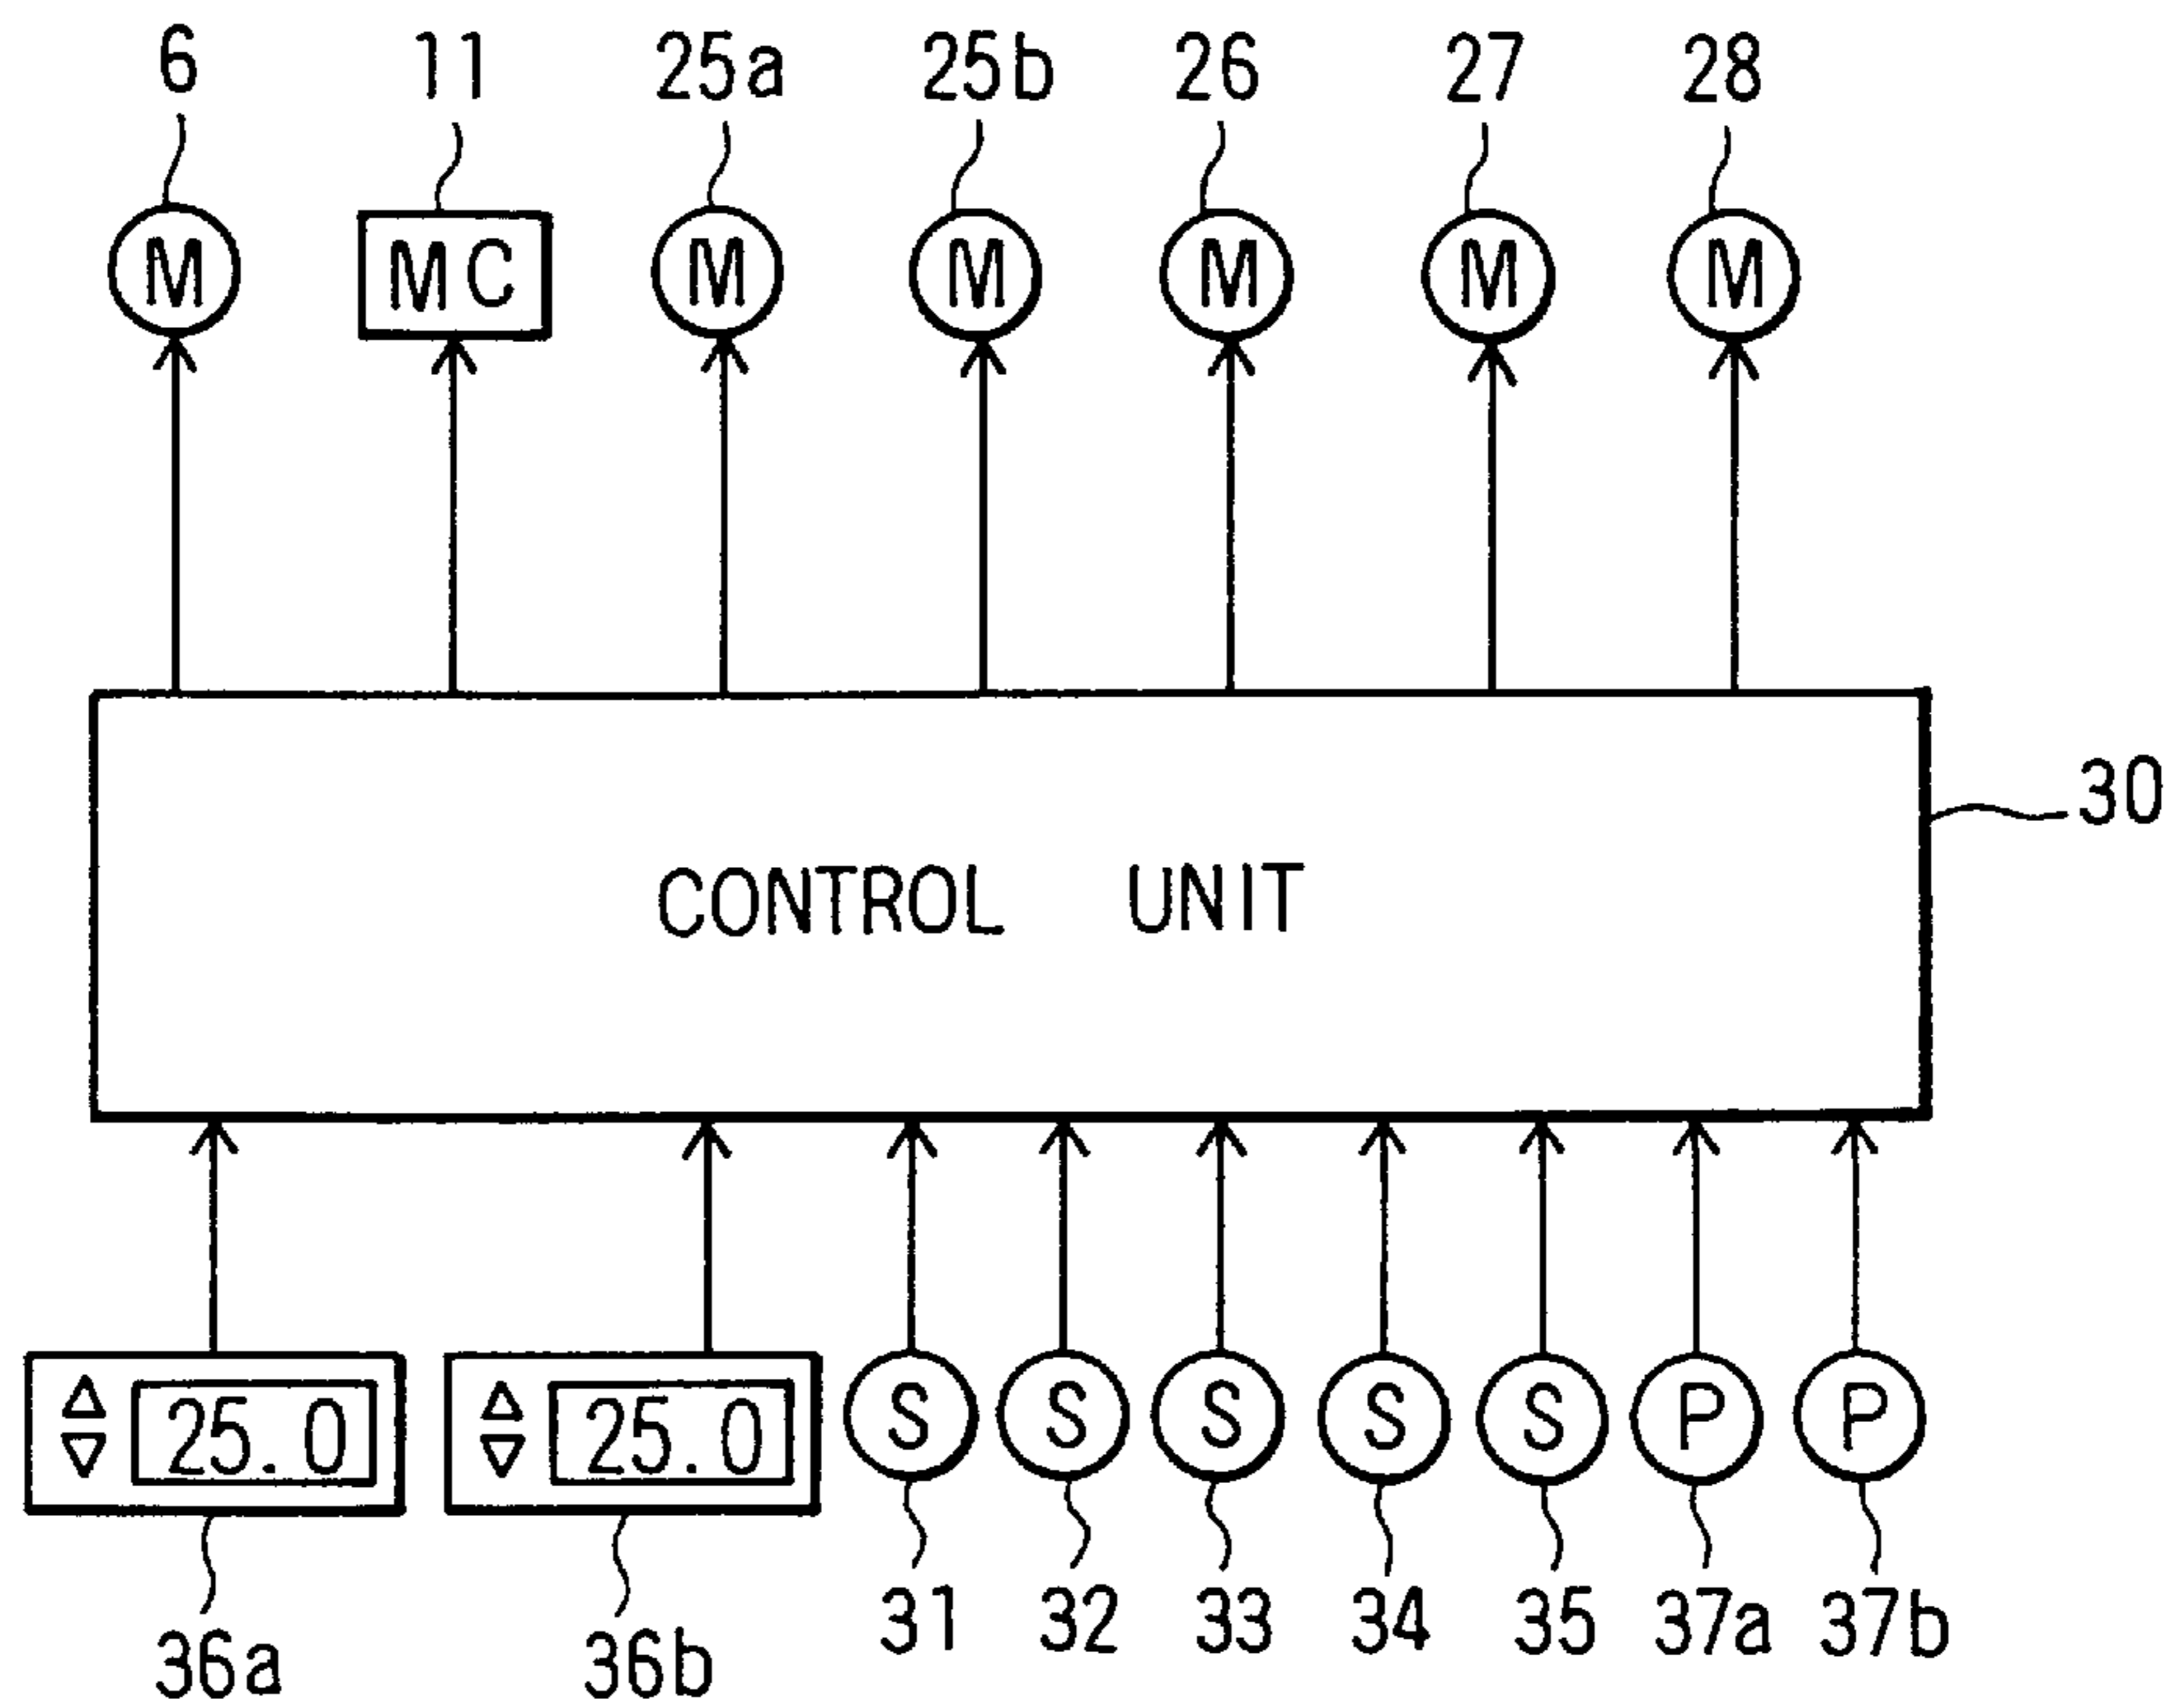 6 11 25a 25b 26 27 28
M MC M M M M M
30
CONTROL UNIT
25.0 25.0 S S S S S P P
31 32 33 34 35 37a 37b
36a 36b